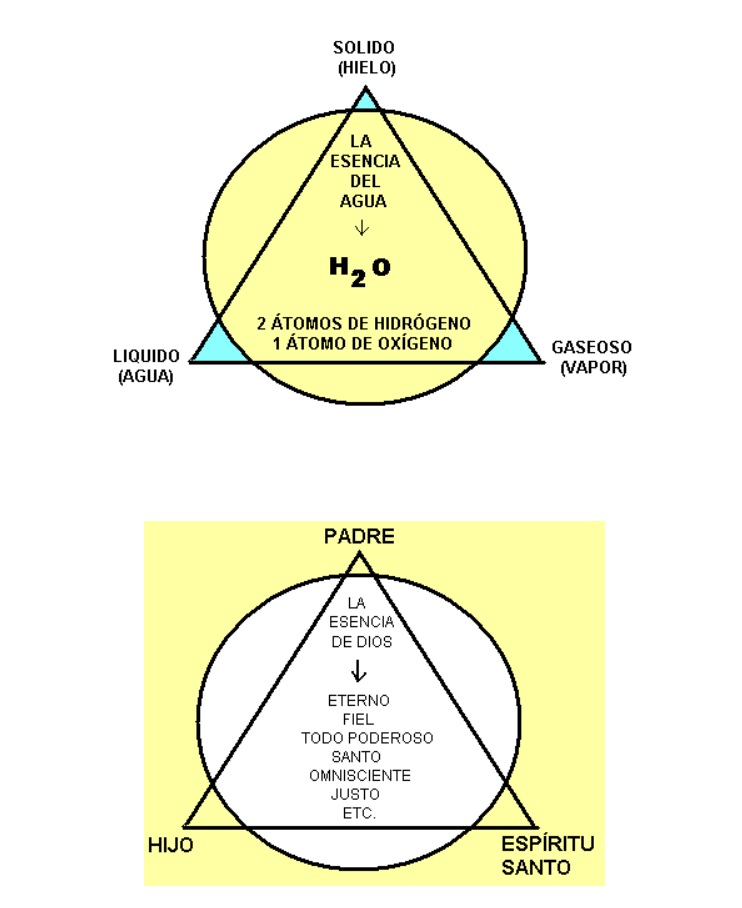 SOLIDO
(HIELO)
LA
ESENCIA
DEL
AGUA
↓
H₂O
2 ÁTOMOS DE HIDRÓGENO
1 ÁTOMO DE OXÍGENO
LIQUIDO
(AGUA)
GASEOSO
(VAPOR)
PADRE
LA
ESENCIA
DE DIOS
↓
ETERNO
FIEL
TODO PODEROSO
SANTO
OMNISCIENTE
JUSTO
ETC.
HIJO
ESPÍRITU
SANTO